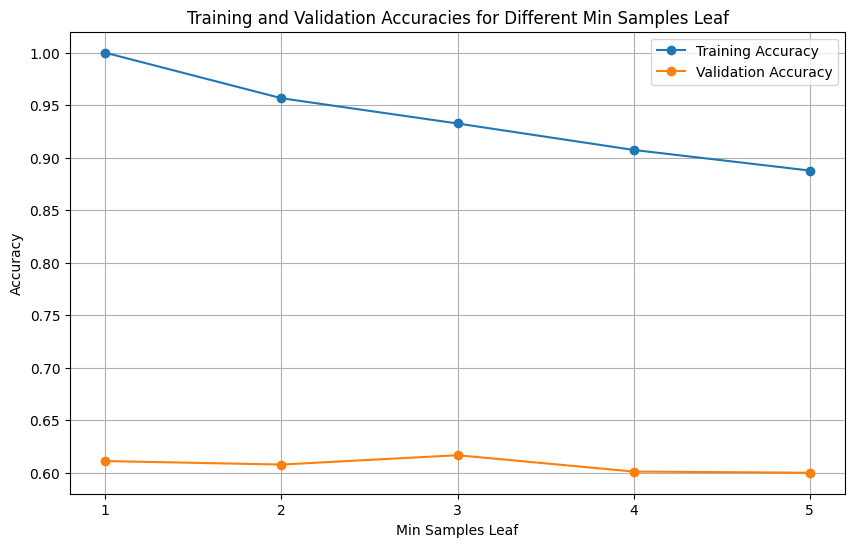 Training and Validation Accuracies for Different Min Samples Leaf
Training Accuracy
Validation Accuracy
1.00
0.95
0.90
0.85
0.80
0.75
0.70
0.65
0.60
Accuracy
1 2 3 4 5
Min Samples Leaf